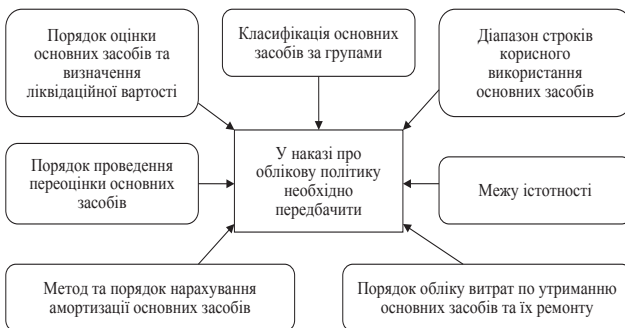 Порядок оцінки
основних засобів та
визначення
ліквідаційної вартості
Класифікація основних
засобів за групами
Діапазон строків
корисного
використання
основних засобів
Порядок проведення
переоцінки основних
засобів
У наказі про
облікову політику
необхідно
передбачити
Межу істотності
Метод та порядок нарахування
амортизації основних засобів
Порядок обліку витрат по утриманню
основних засобів та їх ремонту